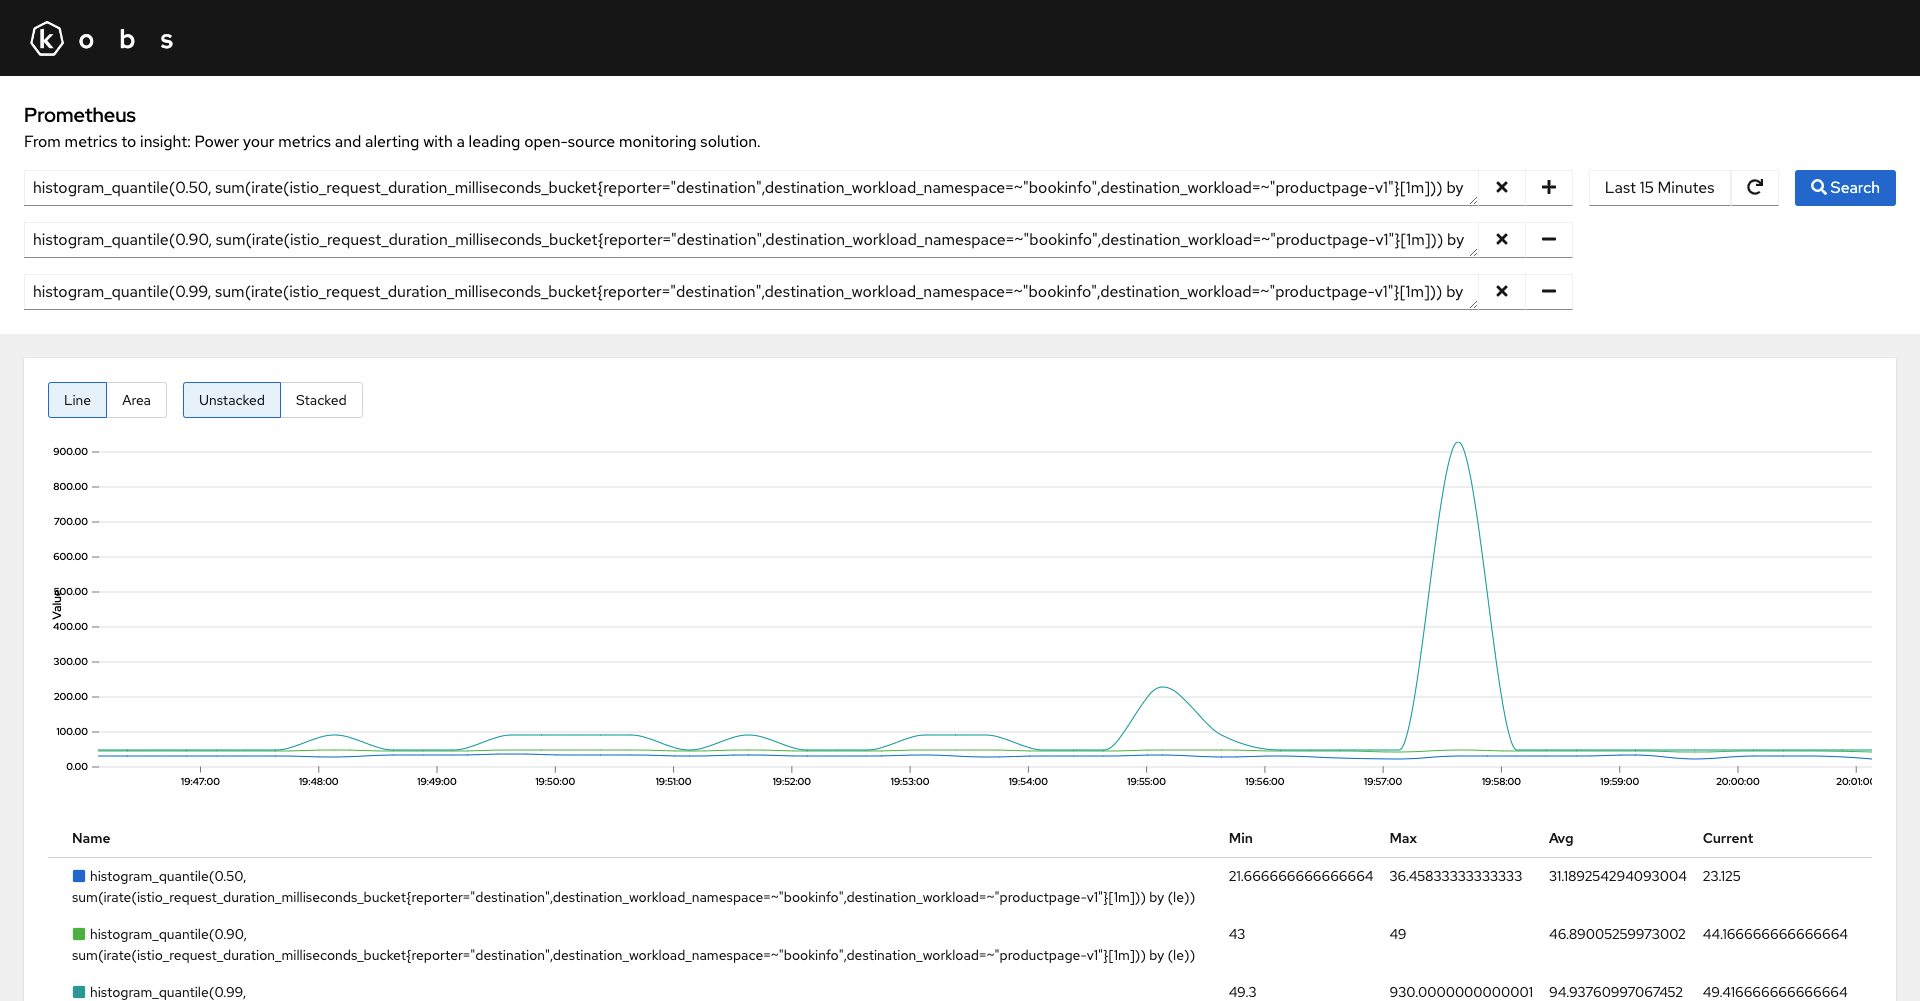 k o b s
Prometheus
From metrics to insight: Power your metrics and alerting with a leading open-source monitoring solution.
histogram_quantile(0.50, sum(irate(istio_request_duration_milliseconds_bucket{reporter="destination",destination_workload_namespace=~"bookinfo",destination_workload=~"productpage-v1"}[1m])) by
Last 15 Minutes
Search
histogram_quantile(0.90, sum(irate(istio_request_duration_milliseconds_bucket{reporter="destination",destination_workload_namespace=~"bookinfo",destination_workload=~"productpage-v1"}[1m])) by
histogram_quantile(0.99, sum(irate(istio_request_duration_milliseconds_bucket{reporter="destination",destination_workload_namespace=~"bookinfo",destination_workload=~"productpage-v1"}[1m])) by
Line Area Unstacked Stacked
900.00
800.00
700.00
600.00
500.00
Value
400.00
300.00
200.00
100.00
0.00
19:47:00 19:48:00 19:49:00 19:50:00 19:51:00 19:52:00 19:53:00 19:54:00 19:55:00 19:56:00 19:57:00 19:58:00 19:59:00 20:00:00 20:01:00
Name Min Max Avg Current
histogram_quantile(0.50, 21.666666666666664 36.45833333333333 31.189254294093004 23.125
sum(irate(istio_request_duration_milliseconds_bucket{reporter="destination",destination_workload_namespace=~"bookinfo",destination_workload=~"productpage-v1"}[1m])) by (le))
histogram_quantile(0.90, 43 49 46.89005259973002 44.166666666666664
sum(irate(istio_request_duration_milliseconds_bucket{reporter="destination",destination_workload_namespace=~"bookinfo",destination_workload=~"productpage-v1"}[1m])) by (le))
histogram_quantile(0.99, 49.3 930.0000000000001 94.93760997067452 49.416666666666664